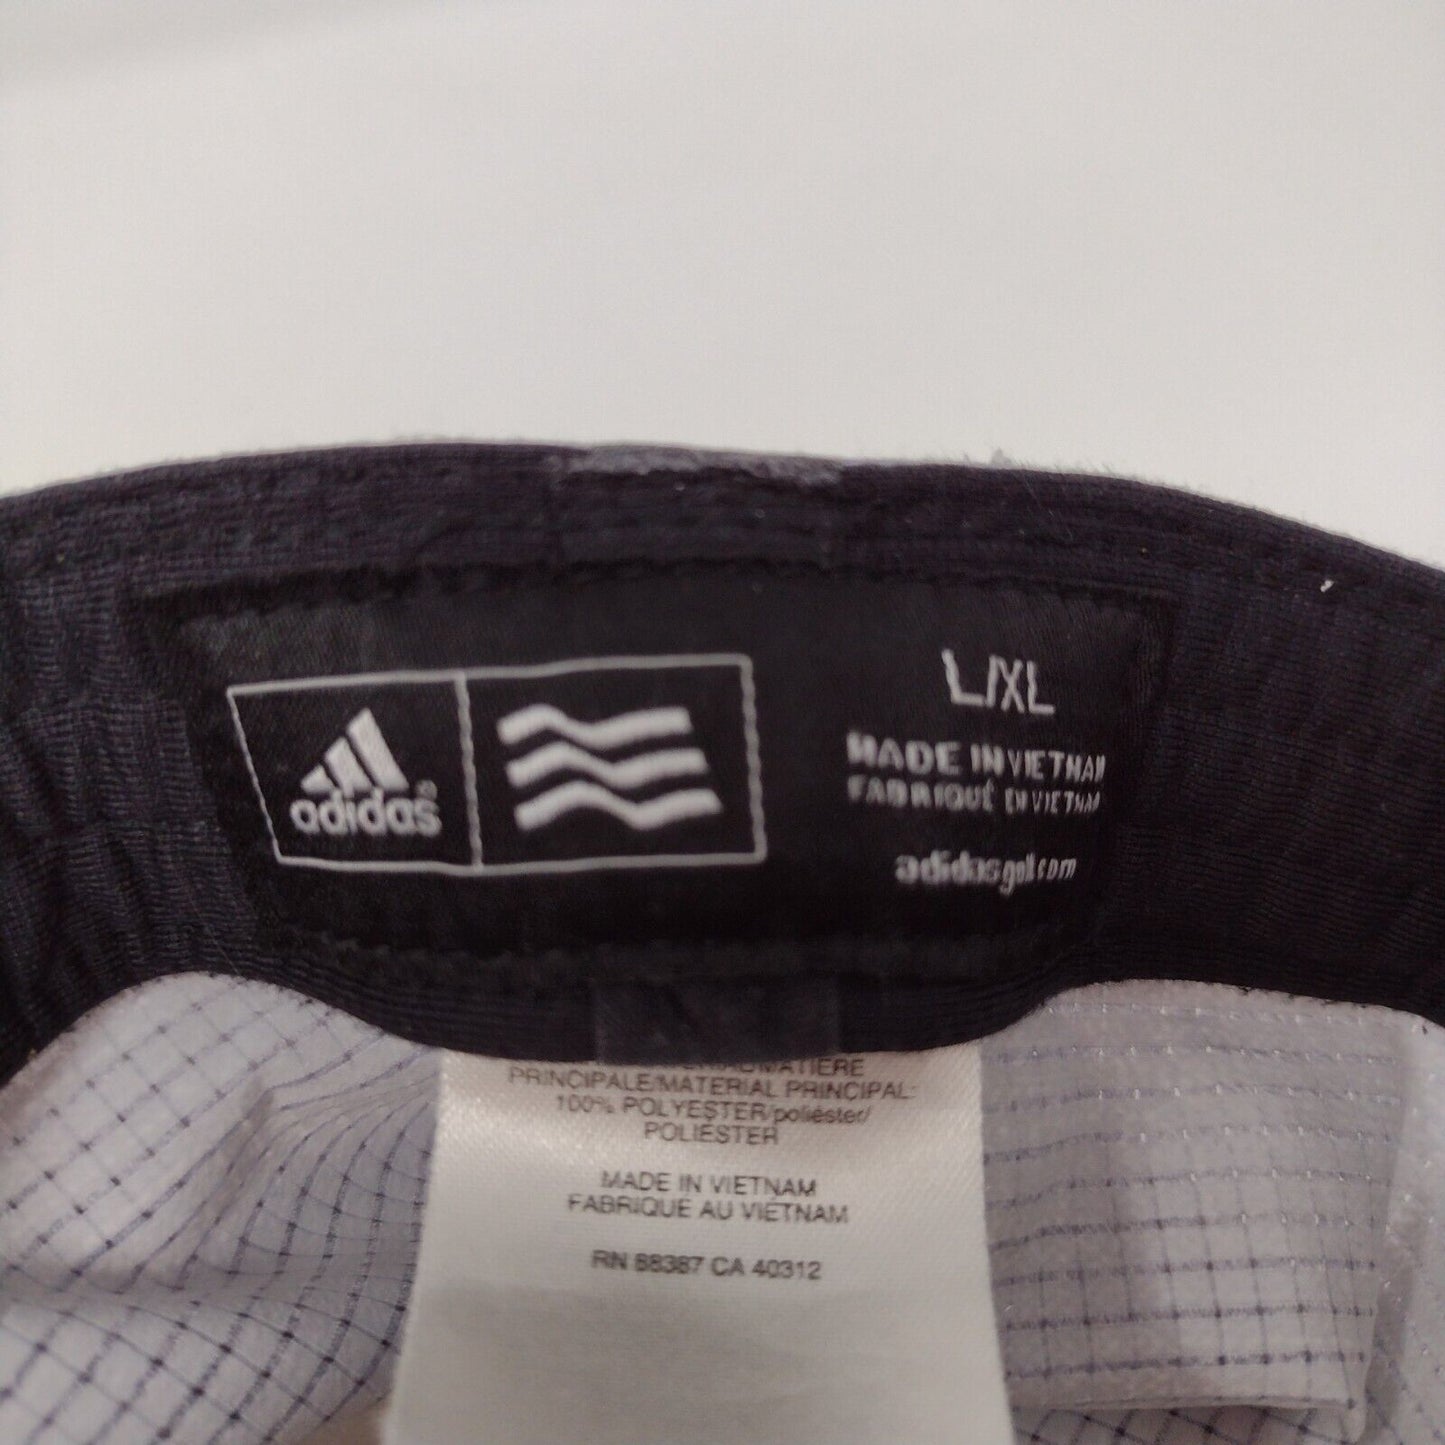 adidas
L/XL
MADE IN VIETNAM
FABRIQUÉ EN VIETNAM
adidasgolf.com
PRINCIPALE/MATERIAL PRINCIPAL:
100% POLYESTER/poliéster/
POLIESTER
MADE IN VIETNAM
FABRIQUE AU VIETNAM
RN 88387 CA 40312